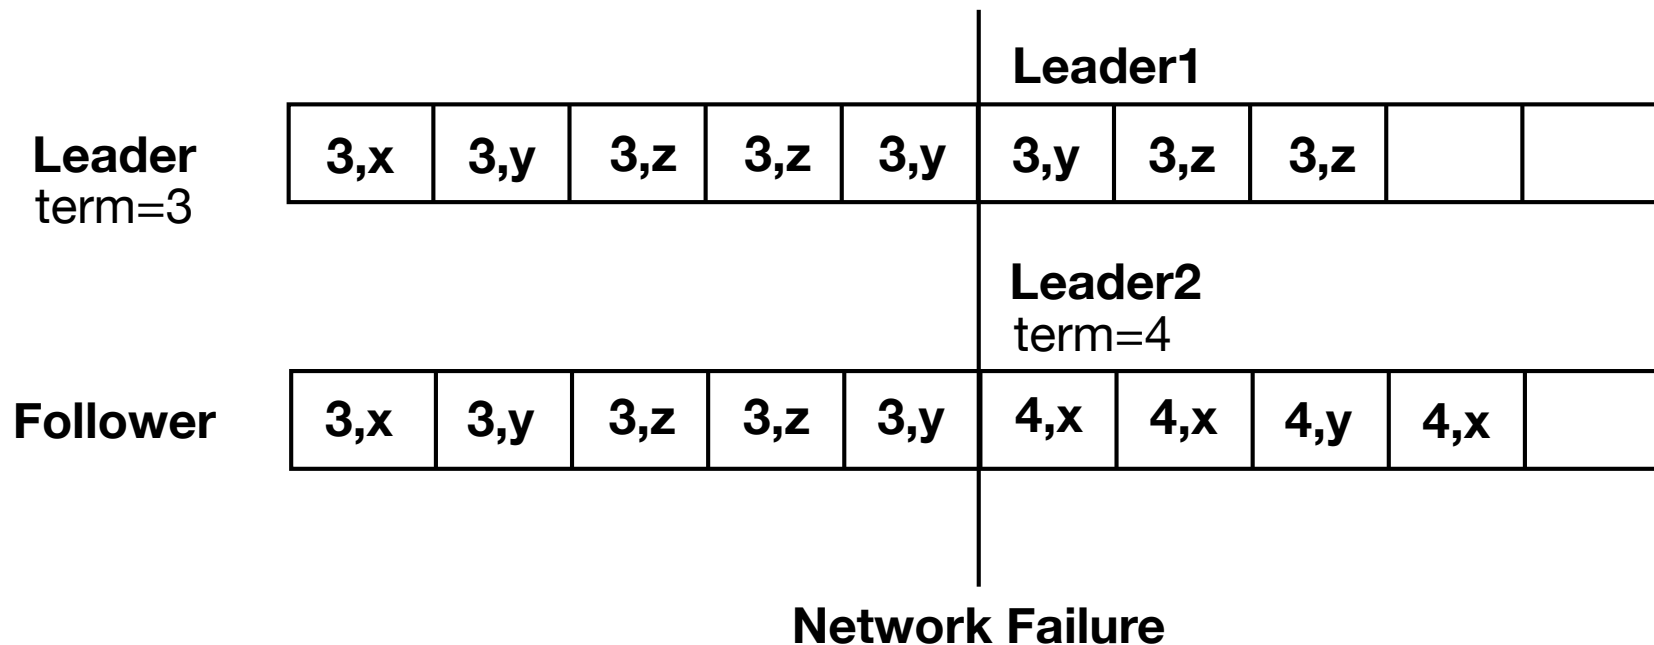 Leader1
Leader
term=3
3,x 3,y 3,z 3,z 3,y 3,y 3,z 3,z
Leader2
term=4
Follower
3,x 3,y 3,z 3,z 3,y 4,x 4,x 4,y 4,x
Network Failure